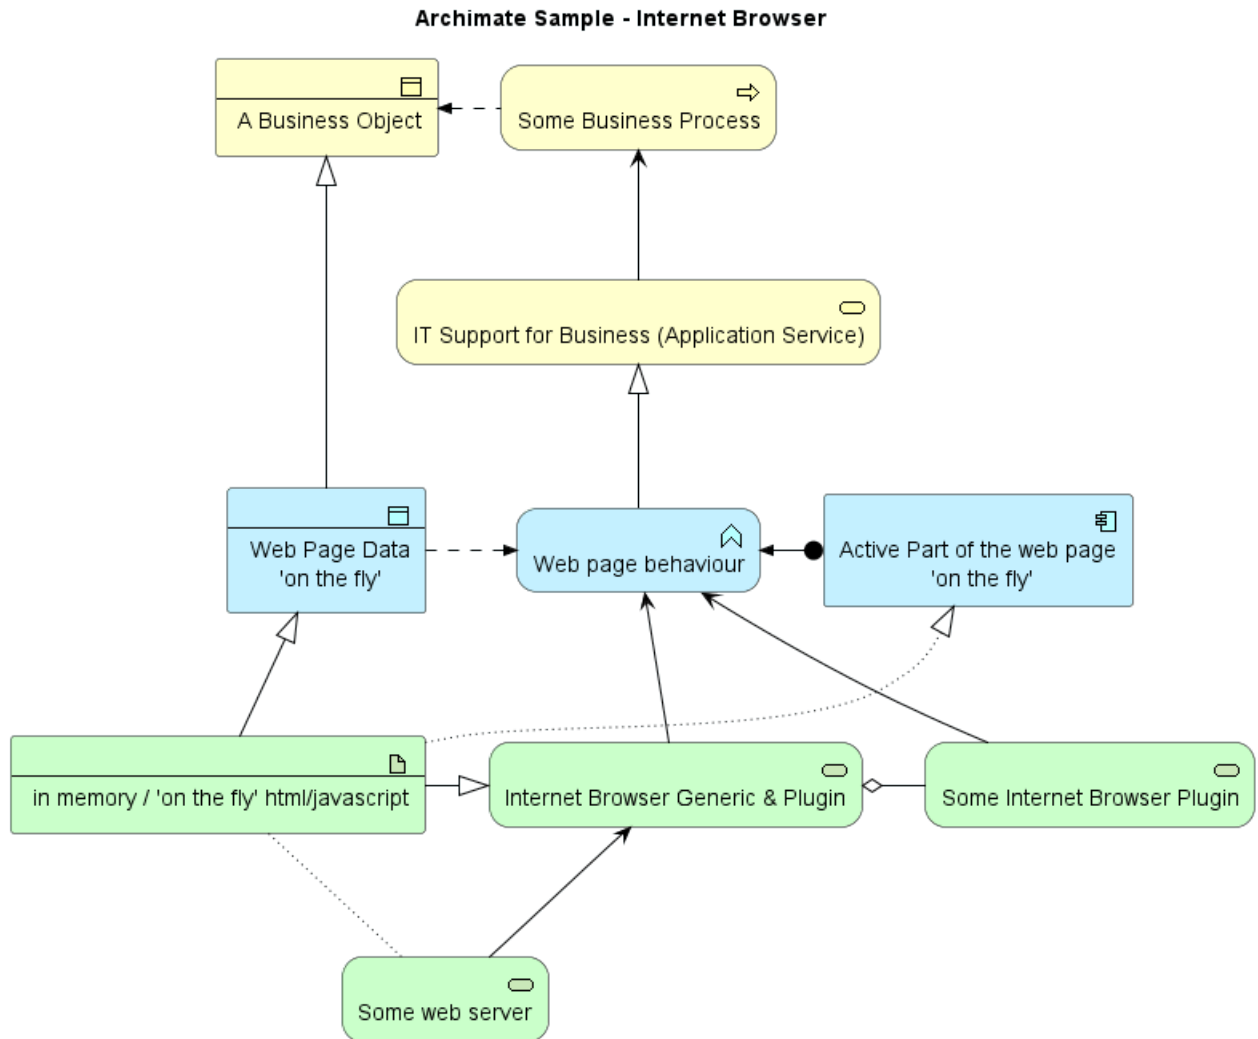 Archimate Sample - Internet Browser
A Business Object
Some Business Process
IT Support for Business (Application Service)
Web Page Data
'on the fly'
Web page behaviour
Active Part of the web page
'on the fly'
in memory / 'on the fly' html/javascript
Internet Browser Generic & Plugin
Some Internet Browser Plugin
Some web server